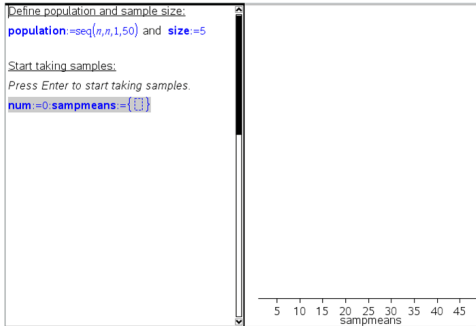 Define population and sample size:
population:=seq(n,n,1,50) and size:=5
Start taking samples:
Press Enter to start taking samples.
num:=0:sampmeans:={}
5 10 15 20 25 30 35 40 45
sampmeans